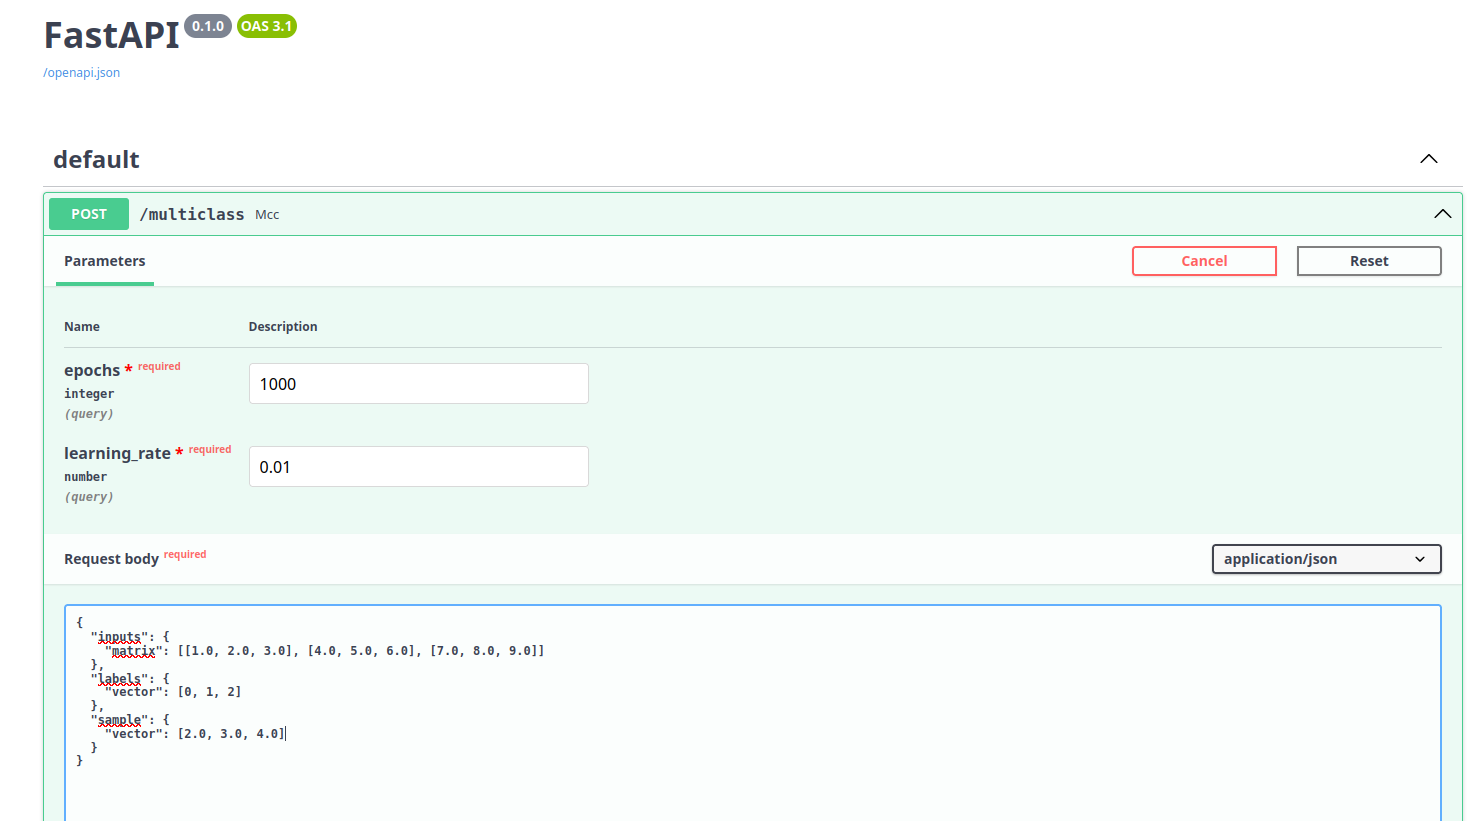 FastAPI 0.1.0 OAS 3.1
/openapi.json
default
POST /multiclass Mcc
Parameters Cancel Reset
Name Description
epochs * required 1000
integer
(query)
learning_rate * required 0.01
number
(query)
Request body required application/json
{
  "inputs": {
    "matrix": [[1.0, 2.0, 3.0], [4.0, 5.0, 6.0], [7.0, 8.0, 9.0]]
  },
  "labels": {
    "vector": [0, 1, 2]
  },
  "sample": {
    "vector": [2.0, 3.0, 4.0]
  }
}